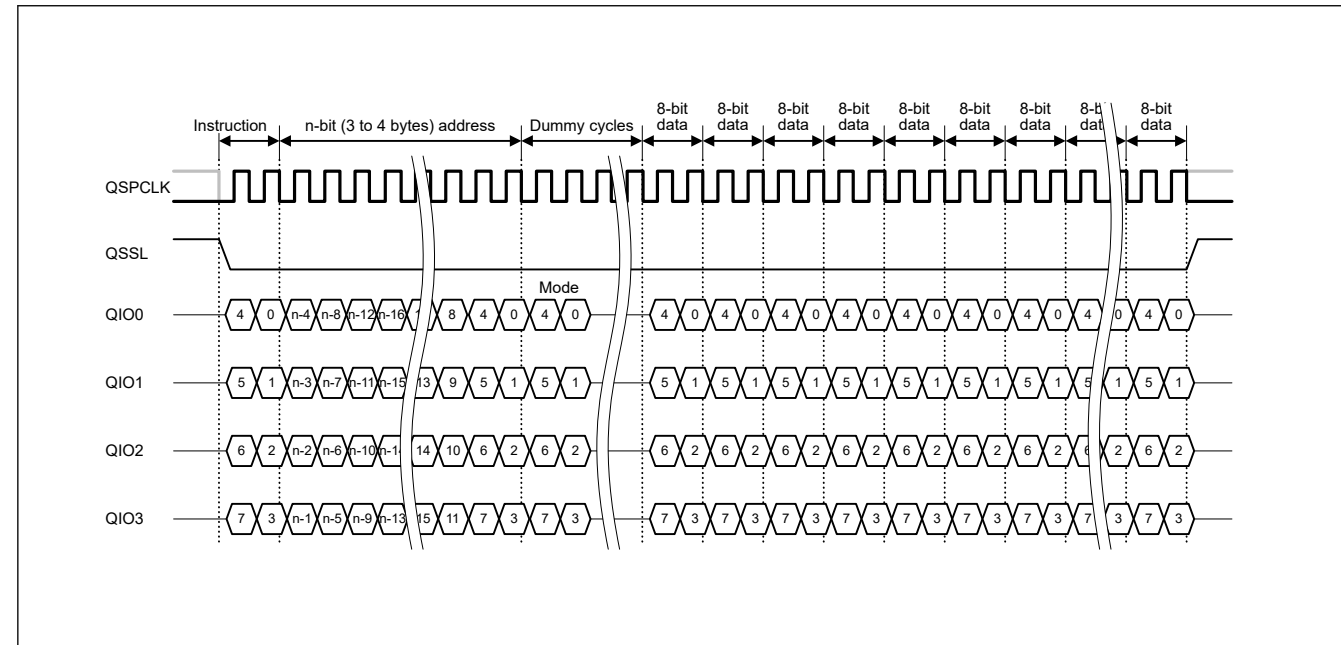 8-bit 8-bit 8-bit 8-bit 8-bit 8-bit 8-bit 8-bit
Instruction n-bit (3 to 4 bytes) address Dummy cycles data data data data data data data data
QSPCLK
QSSL
Mode
QIO0 4 0 n-4 n-8 n-12 n-16 8 4 0 4 0 4 0 4 0 4 0 4 0 4 0 4 0 4 0 4 0 4 0
QIO1 5 1 n-3 n-7 n-11 n-15 13 9 5 1 5 1 5 1 5 1 5 1 5 1 5 1 5 1 5 1 5 1 5 1
QIO2 6 2 n-2 n-6 n-10 14 10 6 2 6 2 6 2 6 2 6 2 6 2 6 2 6 2 6 2 2 6 2
QIO3 7 3 n-1 n-5 n-9 n-13 15 11 7 3 7 3 7 3 7 3 7 3 7 3 7 3 7 3 7 3 7 3 7 3